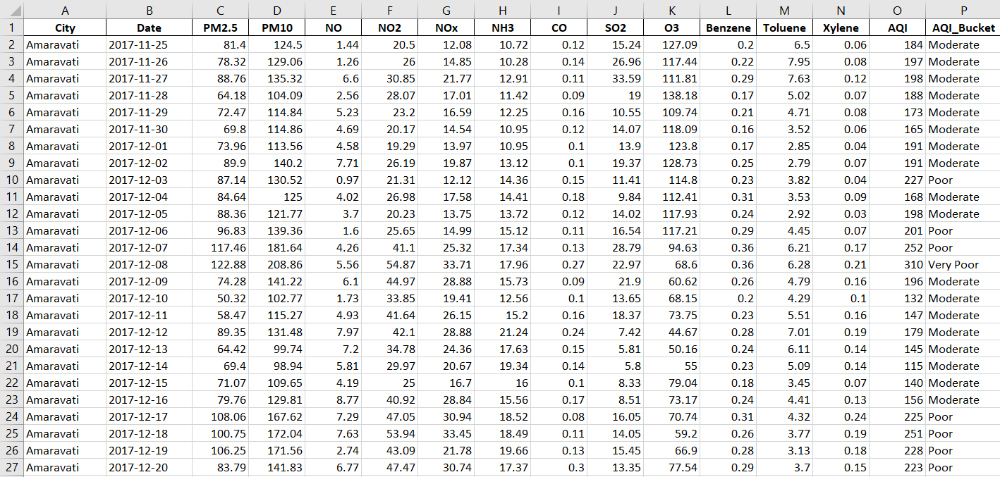 A B C D E F G H I J K L M N O P
1 City Date PM2.5 PM10 NO NO2 NOx NH3 CO SO2 O3 Benzene Toluene Xylene AQI AQI_Bucket
2 Amaravati 2017-11-25 81.4 124.5 1.44 20.5 12.08 10.72 0.12 15.24 127.09 0.2 6.5 0.06 184 Moderate
3 Amaravati 2017-11-26 78.32 129.06 1.26 26 14.85 10.28 0.14 26.96 117.44 0.22 7.95 0.08 197 Moderate
4 Amaravati 2017-11-27 88.76 135.32 6.6 30.85 21.77 12.91 0.11 33.59 111.81 0.29 7.63 0.12 198 Moderate
5 Amaravati 2017-11-28 64.18 104.09 2.56 28.07 17.01 11.42 0.09 19 138.18 0.17 5.02 0.07 188 Moderate
6 Amaravati 2017-11-29 72.47 114.84 5.23 23.2 16.59 12.25 0.16 10.55 109.74 0.21 4.71 0.08 173 Moderate
7 Amaravati 2017-11-30 69.8 114.86 4.69 20.17 14.54 10.95 0.12 14.07 118.09 0.16 3.52 0.06 165 Moderate
8 Amaravati 2017-12-01 73.96 113.56 4.58 19.29 13.97 10.95 0.1 13.9 123.8 0.17 2.85 0.04 191 Moderate
9 Amaravati 2017-12-02 89.9 140.2 7.71 26.19 19.87 13.12 0.1 19.37 128.73 0.25 2.79 0.07 191 Moderate
10 Amaravati 2017-12-03 87.14 130.52 0.97 21.31 12.12 14.36 0.15 11.41 114.8 0.23 3.82 0.04 227 Poor
11 Amaravati 2017-12-04 84.64 125 4.02 26.98 17.58 14.41 0.18 9.84 112.41 0.31 3.53 0.09 168 Moderate
12 Amaravati 2017-12-05 88.36 121.77 3.7 20.23 13.75 13.72 0.12 14.02 117.93 0.24 2.92 0.03 198 Moderate
13 Amaravati 2017-12-06 96.83 139.36 1.6 25.65 14.99 15.12 0.11 16.54 117.21 0.29 4.45 0.07 201 Poor
14 Amaravati 2017-12-07 117.46 181.64 4.26 41.1 25.32 17.34 0.13 28.79 94.63 0.36 6.21 0.17 252 Poor
15 Amaravati 2017-12-08 122.88 208.86 5.56 54.87 33.71 17.96 0.27 22.97 68.6 0.36 6.28 0.21 310 Very Poor
16 Amaravati 2017-12-09 74.28 141.22 6.1 44.97 28.88 15.73 0.09 21.9 60.62 0.26 4.79 0.16 196 Moderate
17 Amaravati 2017-12-10 50.32 102.77 1.73 33.85 19.41 12.56 0.1 13.65 68.15 0.2 4.29 0.1 132 Moderate
18 Amaravati 2017-12-11 58.47 115.27 4.93 41.64 26.15 15.2 0.16 18.37 73.75 0.23 5.51 0.16 147 Moderate
19 Amaravati 2017-12-12 89.35 131.48 7.97 42.1 28.88 21.24 0.24 7.42 44.67 0.28 7.01 0.19 179 Moderate
20 Amaravati 2017-12-13 64.42 99.74 7.2 34.78 24.36 17.63 0.15 5.81 50.16 0.24 6.11 0.14 145 Moderate
21 Amaravati 2017-12-14 69.4 98.94 5.81 29.97 20.67 19.34 0.14 5.8 55 0.23 5.09 0.14 115 Moderate
22 Amaravati 2017-12-15 71.07 109.65 4.19 25 16.7 16 0.1 8.33 79.04 0.18 3.45 0.07 140 Moderate
23 Amaravati 2017-12-16 79.76 129.81 8.77 40.92 28.84 15.56 0.17 8.51 73.17 0.24 4.41 0.13 156 Moderate
24 Amaravati 2017-12-17 108.06 167.62 7.29 47.05 30.94 18.52 0.08 16.05 70.74 0.31 4.32 0.24 225 Poor
25 Amaravati 2017-12-18 100.75 172.04 7.63 53.94 33.45 18.49 0.11 14.05 59.2 0.26 3.77 0.19 251 Poor
26 Amaravati 2017-12-19 106.25 171.56 2.74 43.09 21.78 19.66 0.13 15.45 66.9 0.28 3.13 0.18 228 Poor
27 Amaravati 2017-12-20 83.79 141.83 6.77 47.47 30.74 17.37 0.3 13.35 77.54 0.29 3.7 0.15 223 Poor